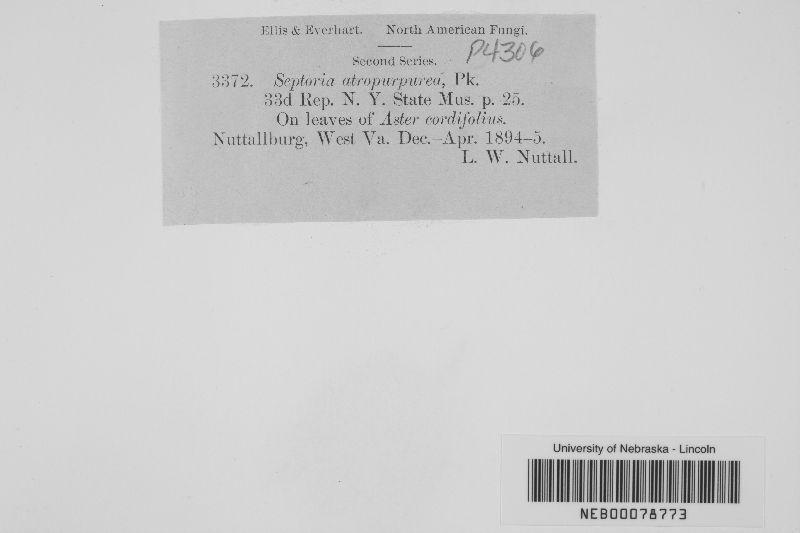 Ellis & Everhart. North American Fungi.
P4306
Second Series.
3372. Septoria atropurpurea, Pk.
33d Rep. N. Y. State Mus. p. 25.
On leaves of Aster cordifolius.
Nuttallburg, West Va. Dec.–Apr. 1894–5.
L. W. Nuttall.
University of Nebraska - Lincoln
NEB00078773